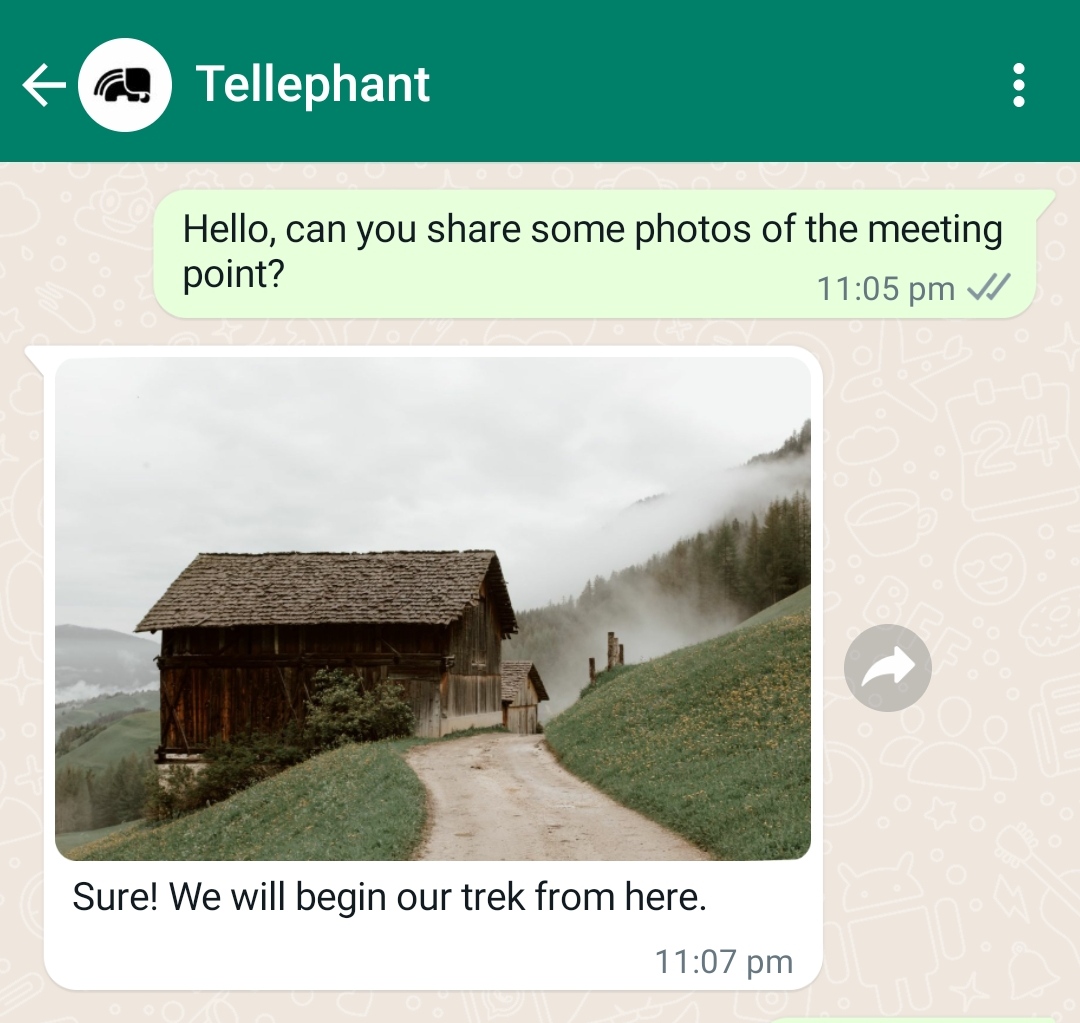 Tellephant
Hello, can you share some photos of the meeting
point?
11:05 pm
24
Sure! We will begin our trek from here.
11:07 pm